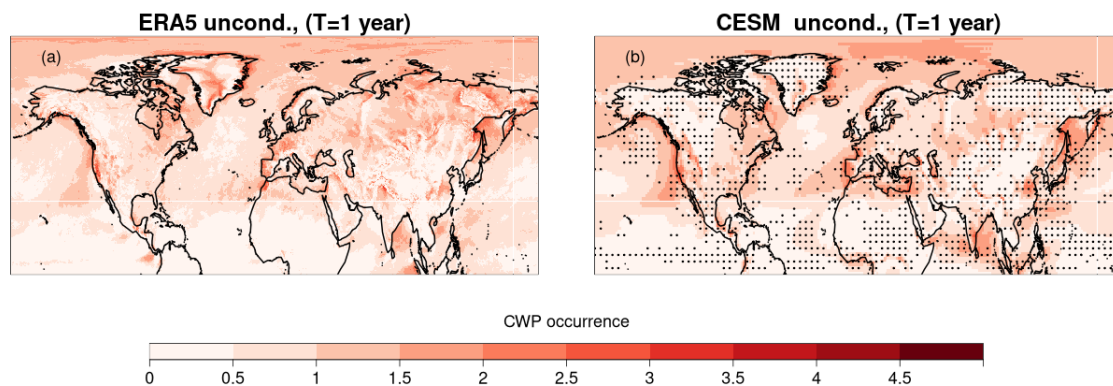 ERA5 uncond., (T=1 year)
CESM  uncond., (T=1 year)
(a)
(b)
CWP occurrence
0 0.5 1 1.5 2 2.5 3 3.5 4 4.5